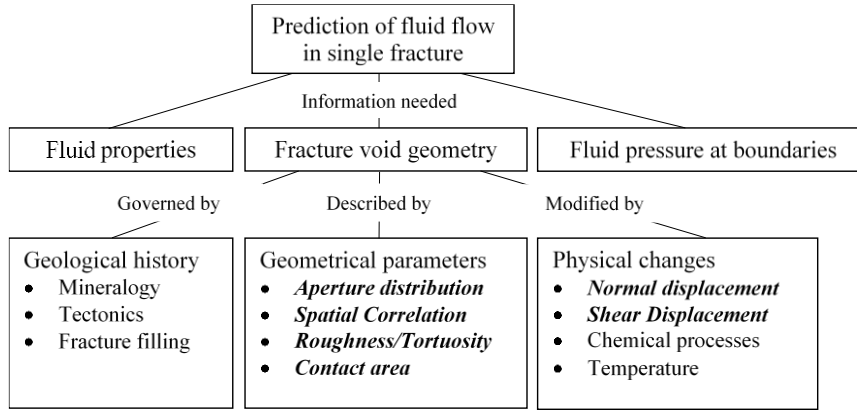 Prediction of fluid flow
in single fracture
Information needed
Fluid properties
Fracture void geometry
Fluid pressure at boundaries
Governed by
Described by
Modified by
Geological history
• Mineralogy
• Tectonics
• Fracture filling
Geometrical parameters
• Aperture distribution
• Spatial Correlation
• Roughness/Tortuosity
• Contact area
Physical changes
• Normal displacement
• Shear Displacement
• Chemical processes
• Temperature